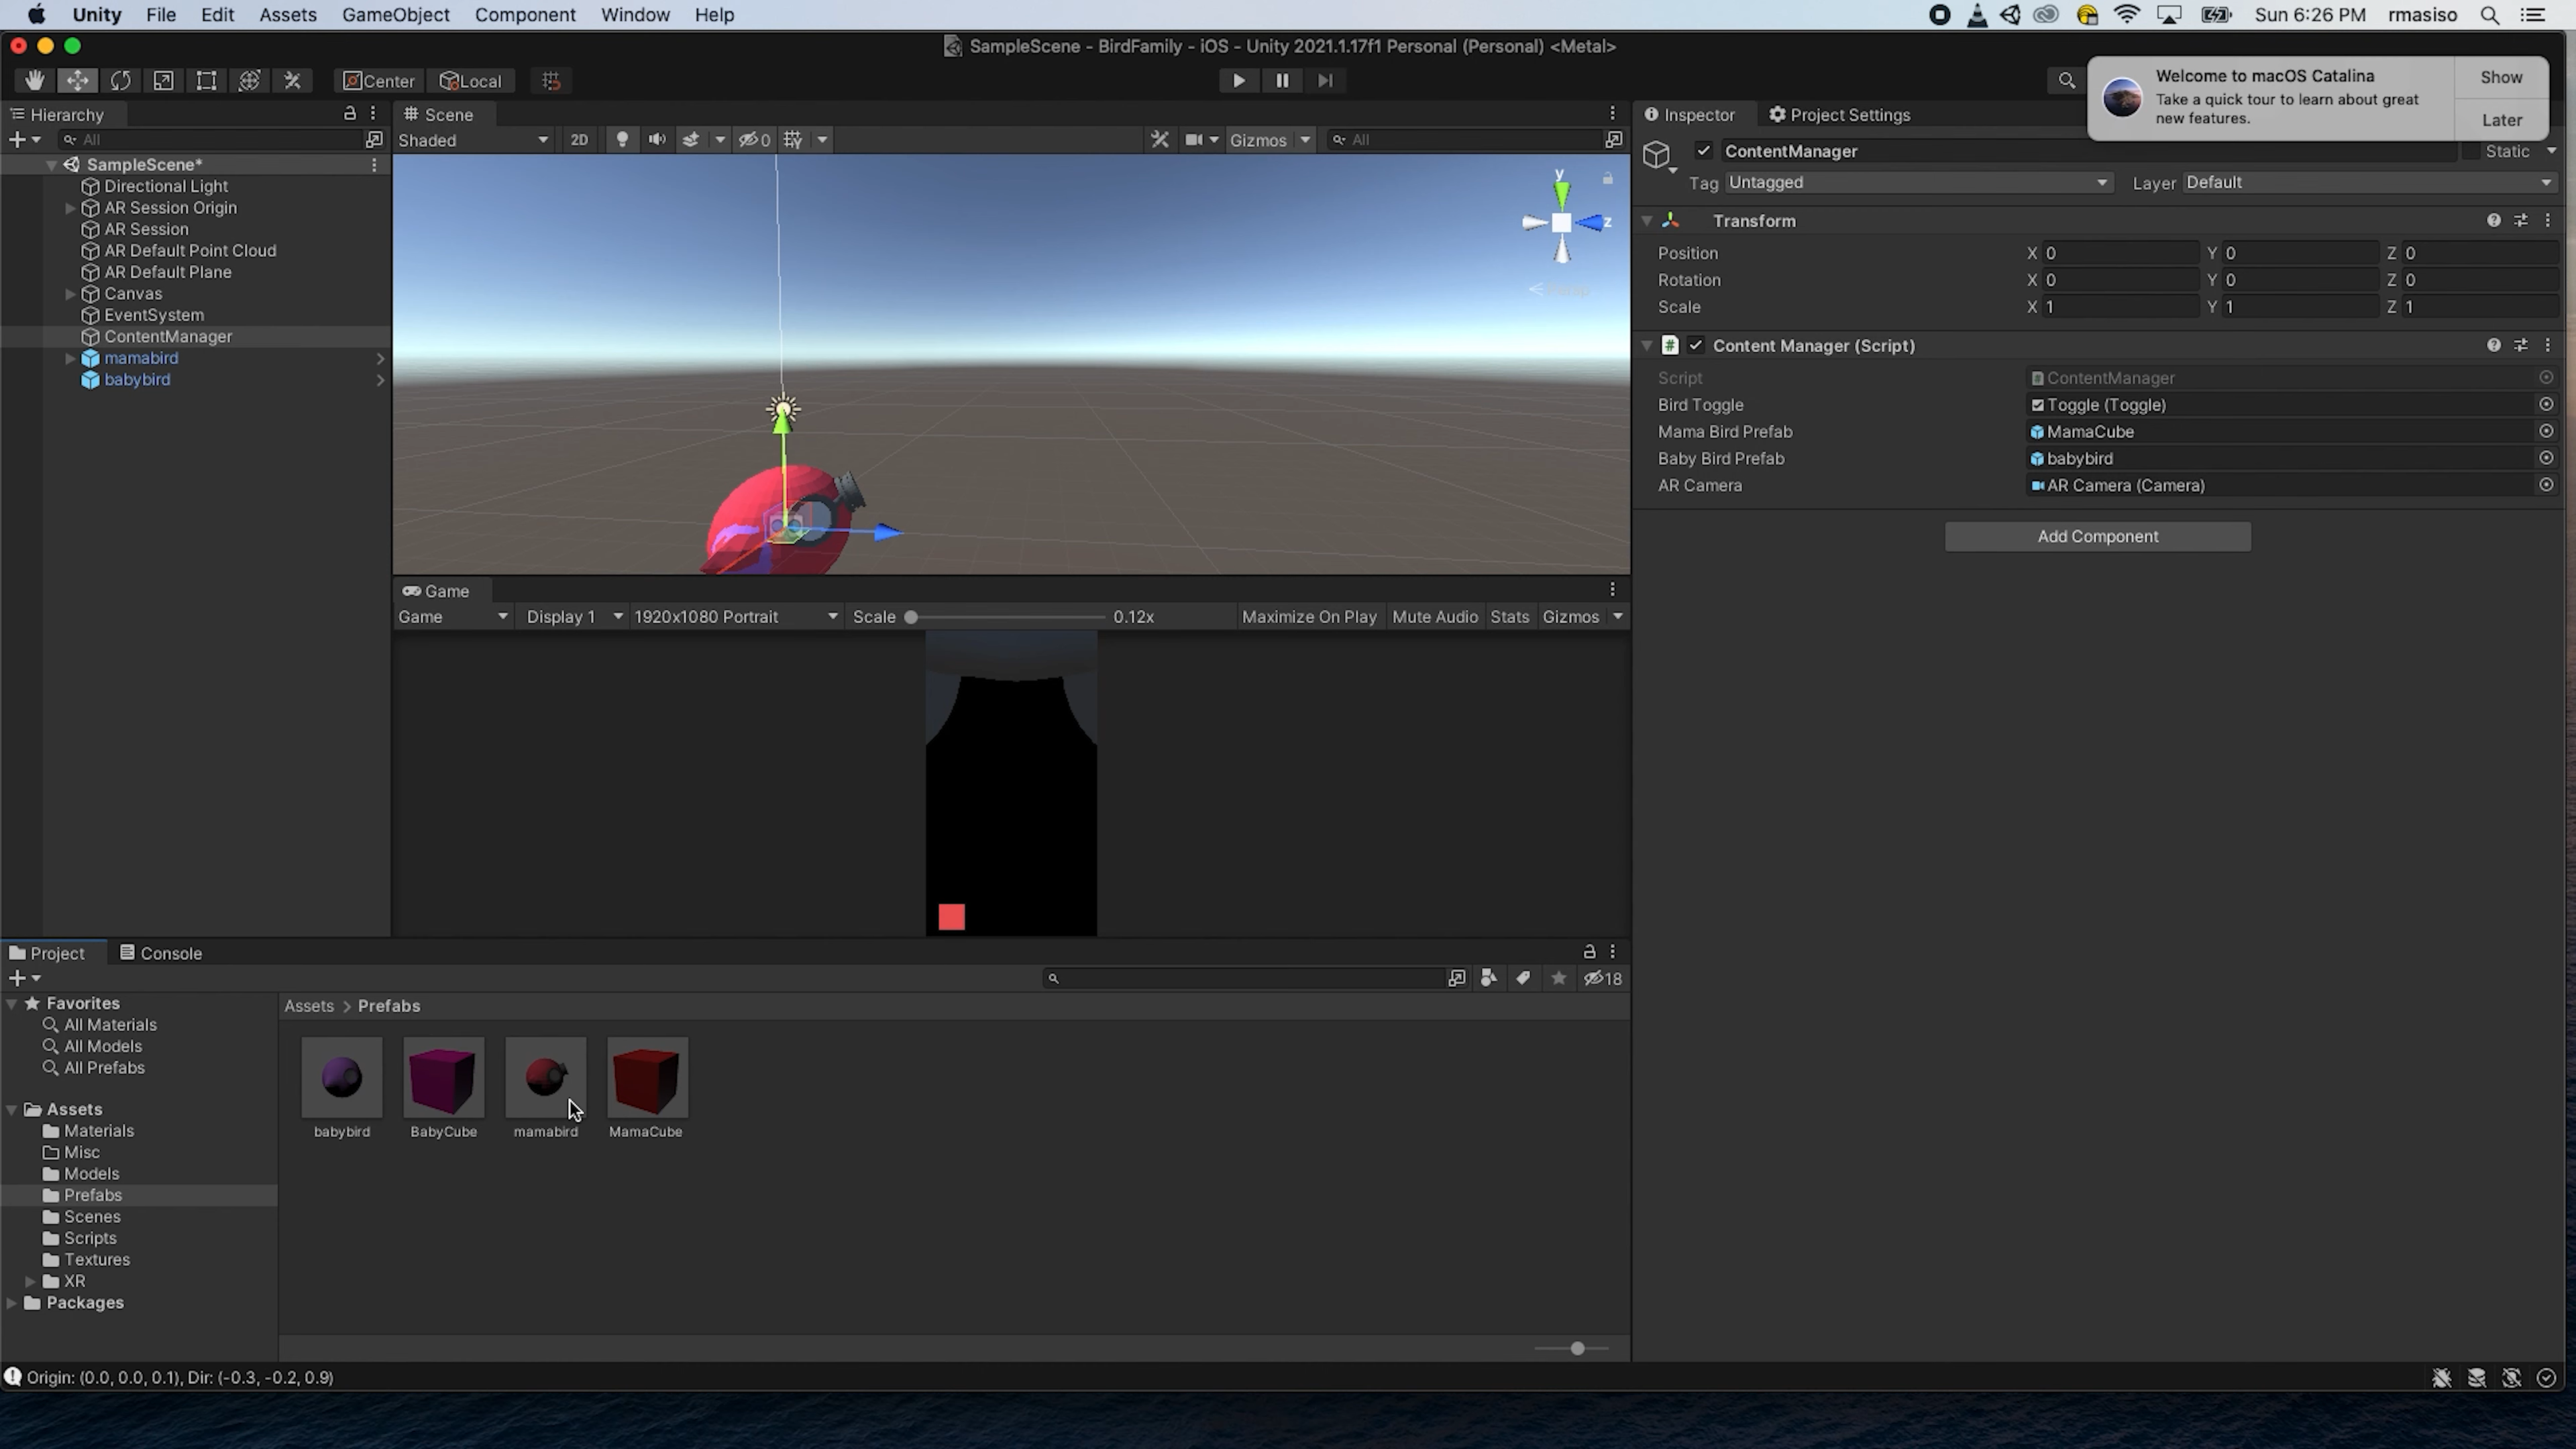 Unity File Edit Assets GameObject Component Window Help Sun 6:26 PM rmasiso
SampleScene - BirdFamily - iOS - Unity 2021.1.17f1 Personal (Personal) <Metal>
Center Local
Welcome to macOS Catalina
Take a quick tour to learn about great
new features.
Show
Later
Hierarchy
All
SampleScene*
Directional Light
AR Session Origin
AR Session
AR Default Point Cloud
AR Default Plane
Canvas
EventSystem
ContentManager
mamabird
babybird
Scene
Shaded 2D 0 Gizmos All
y
z
Game
Game Display 1 1920x1080 Portrait Scale 0.12x Maximize On Play Mute Audio Stats Gizmos
Inspector Project Settings
ContentManager Static
Tag Untagged Layer Default
Transform
Position X 0 Y 0 Z 0
Rotation X 0 Y 0 Z 0
Scale X 1 Y 1 Z 1
Content Manager (Script)
Script ContentManager
Bird Toggle Toggle (Toggle)
Mama Bird Prefab MamaCube
Baby Bird Prefab babybird
AR Camera AR Camera (Camera)
Add Component
Project Console
18
Favorites
All Materials
All Models
All Prefabs
Assets
Materials
Misc
Models
Prefabs
Scenes
Scripts
Textures
XR
Packages
Assets > Prefabs
babybird BabyCube mamabird MamaCube
Origin: (0.0, 0.0, 0.1), Dir: (-0.3, -0.2, 0.9)